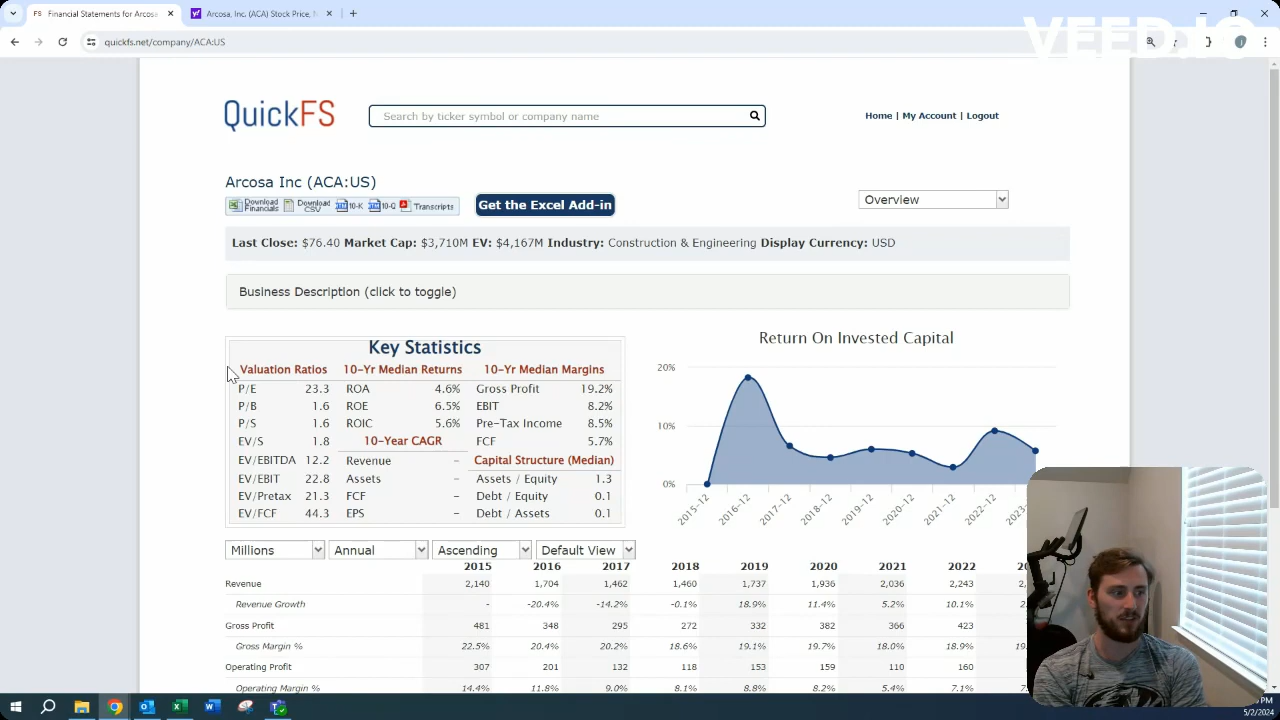 Financial Statements for Arcosa
Arcosa, Inc. (ACA) Stock Price, N
quickfs.net/company/ACA:US
VEED.IO
QuickFS
Search by ticker symbol or company name
Home | My Account | Logout
Arcosa Inc (ACA:US)
Download Financials Download CSV 10-K 10-Q Transcripts
Get the Excel Add-in
Overview
Last Close: $76.40 Market Cap: $3,710M EV: $4,167M Industry: Construction & Engineering Display Currency: USD
Business Description (click to toggle)
Key Statistics
Valuation Ratios 10-Yr Median Returns 10-Yr Median Margins
P/E 23.3 ROA 4.6% Gross Profit 19.2%
P/B 1.6 ROE 6.5% EBIT 8.2%
P/S 1.6 ROIC 5.6% Pre-Tax Income 8.5%
EV/S 1.8 10-Year CAGR FCF 5.7%
EV/EBITDA 12.2 Revenue – Capital Structure (Median)
EV/EBIT 22.8 Assets – Assets / Equity 1.3
EV/Pretax 21.3 FCF – Debt / Equity 0.1
EV/FCF 44.3 EPS – Debt / Assets 0.1
Return On Invested Capital
20%
10%
0%
2015-12 2016-12 2017-12 2018-12 2019-12 2020-12 2021-12 2022-12 2023-
Millions Annual Ascending Default View
2015 2016 2017 2018 2019 2020 2021 2022
Revenue 2,140 1,704 1,462 1,460 1,737 1,936 2,036 2,243 2,
Revenue Growth - -20.4% -14.2% -0.1% 18.9% 11.4% 5.2% 10.1%
Gross Profit 481 348 295 272 332 382 366 423
Gross Margin % 22.5% 20.4% 20.2% 18.6% 19.1% 19.7% 18.0% 18.9% 19.
Operating Profit 307 201 132 118 153 159 110 160
Operating Margin % 14.4% 11.8% 9.0% 8.1% 8.8% 8.2% 5.4% 7.1%
PM
5/2/2024